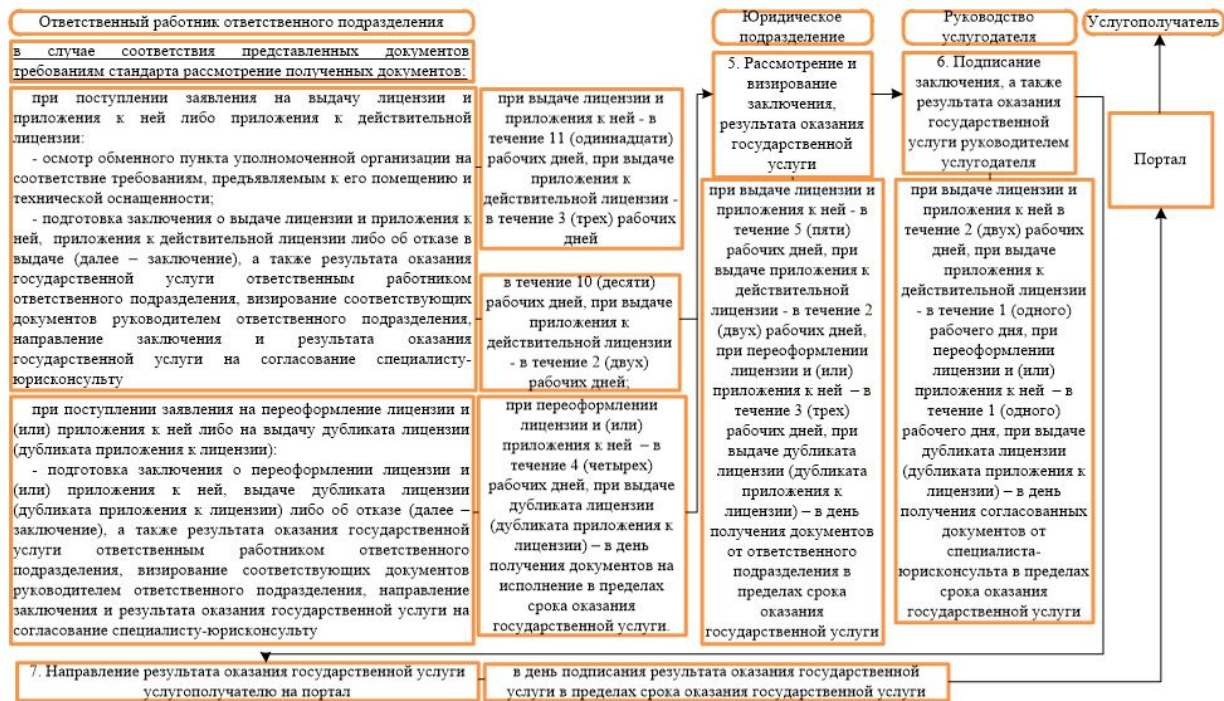 Ответственный работник ответственного подразделения
Юридическое
подразделение
Руководство
услугодателя
Услугополучатель
в случае соответствия представленных документов
требованиям стандарта рассмотрение полученных документов:
при поступлении заявления на выдачу лицензии и
приложения к ней либо приложения к действительной
лицензии:
- осмотр обменного пункта уполномоченной организации на
соответствие требованиям, предъявляемым к его помещению и
технической оснащенности;
- подготовка заключения о выдаче лицензии и приложения к
ней, приложения к действительной лицензии либо об отказе в
выдаче (далее – заключение), а также результата оказания
государственной услуги ответственным работником
ответственного подразделения, визирование соответствующих
документов руководителем ответственного подразделения,
направление заключения и результата оказания
государственной услуги на согласование специалисту-
юрисконсульту
при выдаче лицензии и
приложения к ней - в
течение 11 (одиннадцати)
рабочих дней, при выдаче
приложения к
действительной лицензии -
в течение 3 (трех) рабочих
дней
в течение 10 (десяти)
рабочих дней, при выдаче
приложения к
действительной лицензии
- в течение 2 (двух)
рабочих дней;
при поступлении заявления на переоформление лицензии и
(или) приложения к ней либо на выдачу дубликата лицензии
(дубликата приложения к лицензии):
- подготовка заключения о переоформлении лицензии и
(или) приложения к ней, выдаче дубликата лицензии
(дубликата приложения к лицензии) либо об отказе (далее –
заключение), а также результата оказания государственной
услуги ответственным работником ответственного
подразделения, визирование соответствующих документов
руководителем ответственного подразделения, направление
заключения и результата оказания государственной услуги на
согласование специалисту-юрисконсульту
при переоформлении
лицензии и (или)
приложения к ней – в
течение 4 (четырех)
рабочих дней, при выдаче
дубликата лицензии
(дубликата приложения к
лицензии) – в день
получения документов на
исполнение в пределах
срока оказания
государственной услуги.
5. Рассмотрение и
визирование
заключения,
результата оказания
государственной
услуги
при выдаче лицензии и
приложения к ней - в
течение 5 (пяти)
рабочих дней, при
выдаче приложения к
действительной
лицензии - в течение 2
(двух) рабочих дней,
при переоформлении
лицензии и (или)
приложения к ней – в
течение 3 (трех)
рабочих дней, при
выдаче дубликата
лицензии (дубликата
приложения к
лицензии) – в день
получения документов
от ответственного
подразделения в
пределах срока
оказания
государственной услуги
6. Подписание
заключения, а также
результата оказания
государственной
услуги руководителем
услугодателя
при выдаче лицензии и
приложения к ней в
течение 2 (двух) рабочих
дней, при выдаче
приложения к
действительной лицензии
- в течение 1 (одного)
рабочего дня, при
переоформлении
лицензии и (или)
приложения к ней –
в течение 1 (одного)
рабочего дня, при выдаче
дубликата лицензии
(дубликата приложения к
лицензии) – в день
получения согласованных
документов от
специалиста-
юрисконсульта в пределах
срока оказания
государственной услуги
Портал
7. Направление результата оказания государственной услуги
услугополучателю на портал
в день подписания результата оказания государственной
услуги в пределах срока оказания государственной услуги